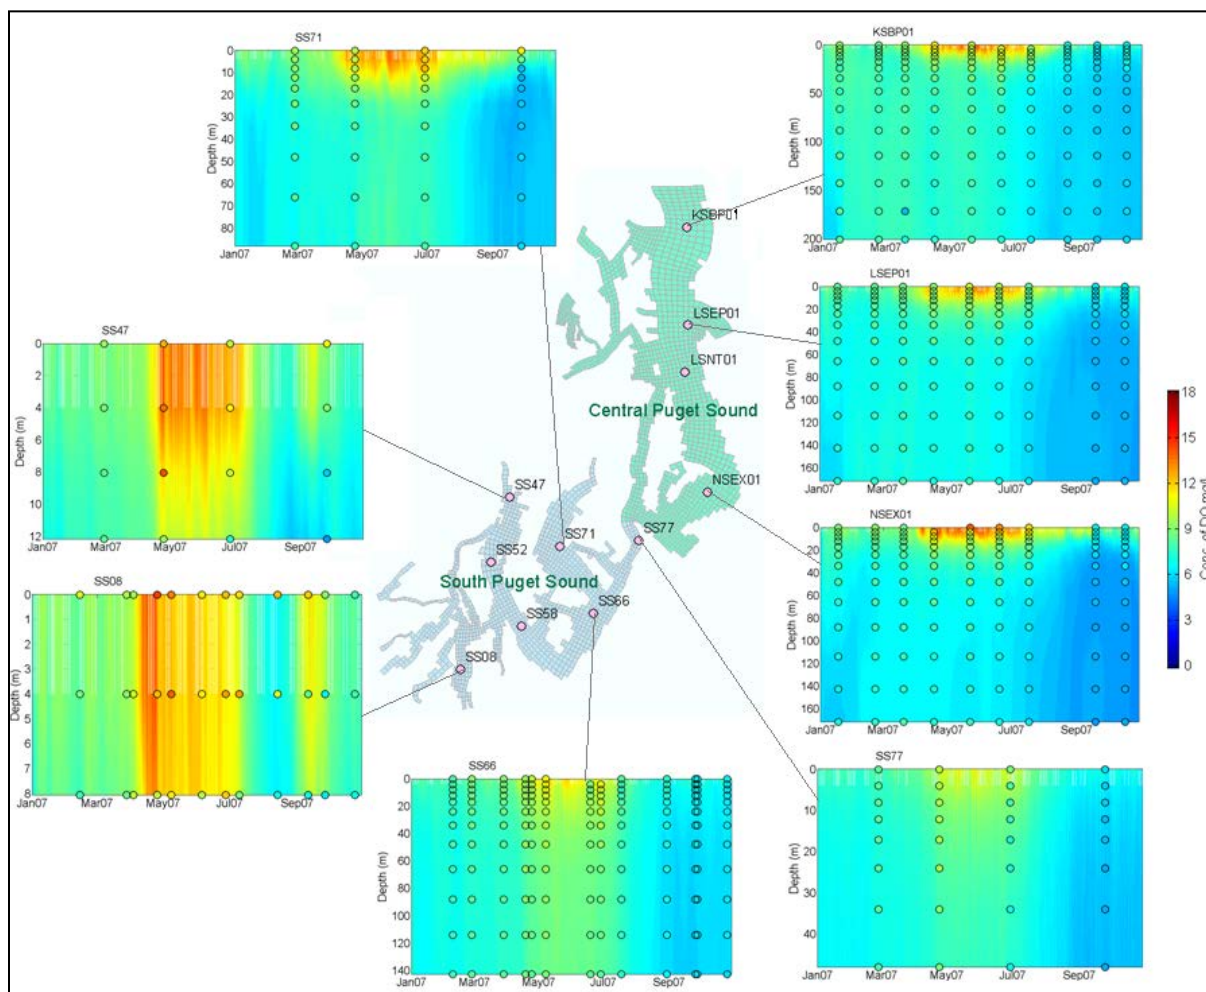 SS71
0
10
20
30
40
50
60
70
80
Depth (m)
Jan07 Mar07 May07 Jul07 Sep07
KSBP01
0
50
100
150
200
Depth (m)
Jan07 Mar07 May07 Jul07 Sep07
LSEP01
0
20
40
60
80
100
120
140
160
Depth (m)
Jan07 Mar07 May07 Jul07 Sep07
SS47
0
2
4
6
8
10
12
Depth (m)
Jan07 Mar07 May07 Jul07 Sep07
NSEX01
0
20
40
60
80
100
120
140
160
Depth (m)
Jan07 Mar07 May07 Jul07 Sep07
SS08
0
1
2
3
4
5
6
7
8
Depth (m)
Jan07 Mar07 May07 Jul07 Sep07
SS66
0
20
40
60
80
100
120
140
Depth (m)
Jan07 Mar07 May07 Jul07 Sep07
SS77
0
10
20
30
40
Depth (m)
Jan07 Mar07 May07 Jul07 Sep07
KSBP01
LSEP01
LSNT01
Central Puget Sound
NSEX01
SS47
SS71
SS77
SS52
South Puget Sound
SS66
SS58
SS08
18
15
12
9
6
3
0
Conc. of DO